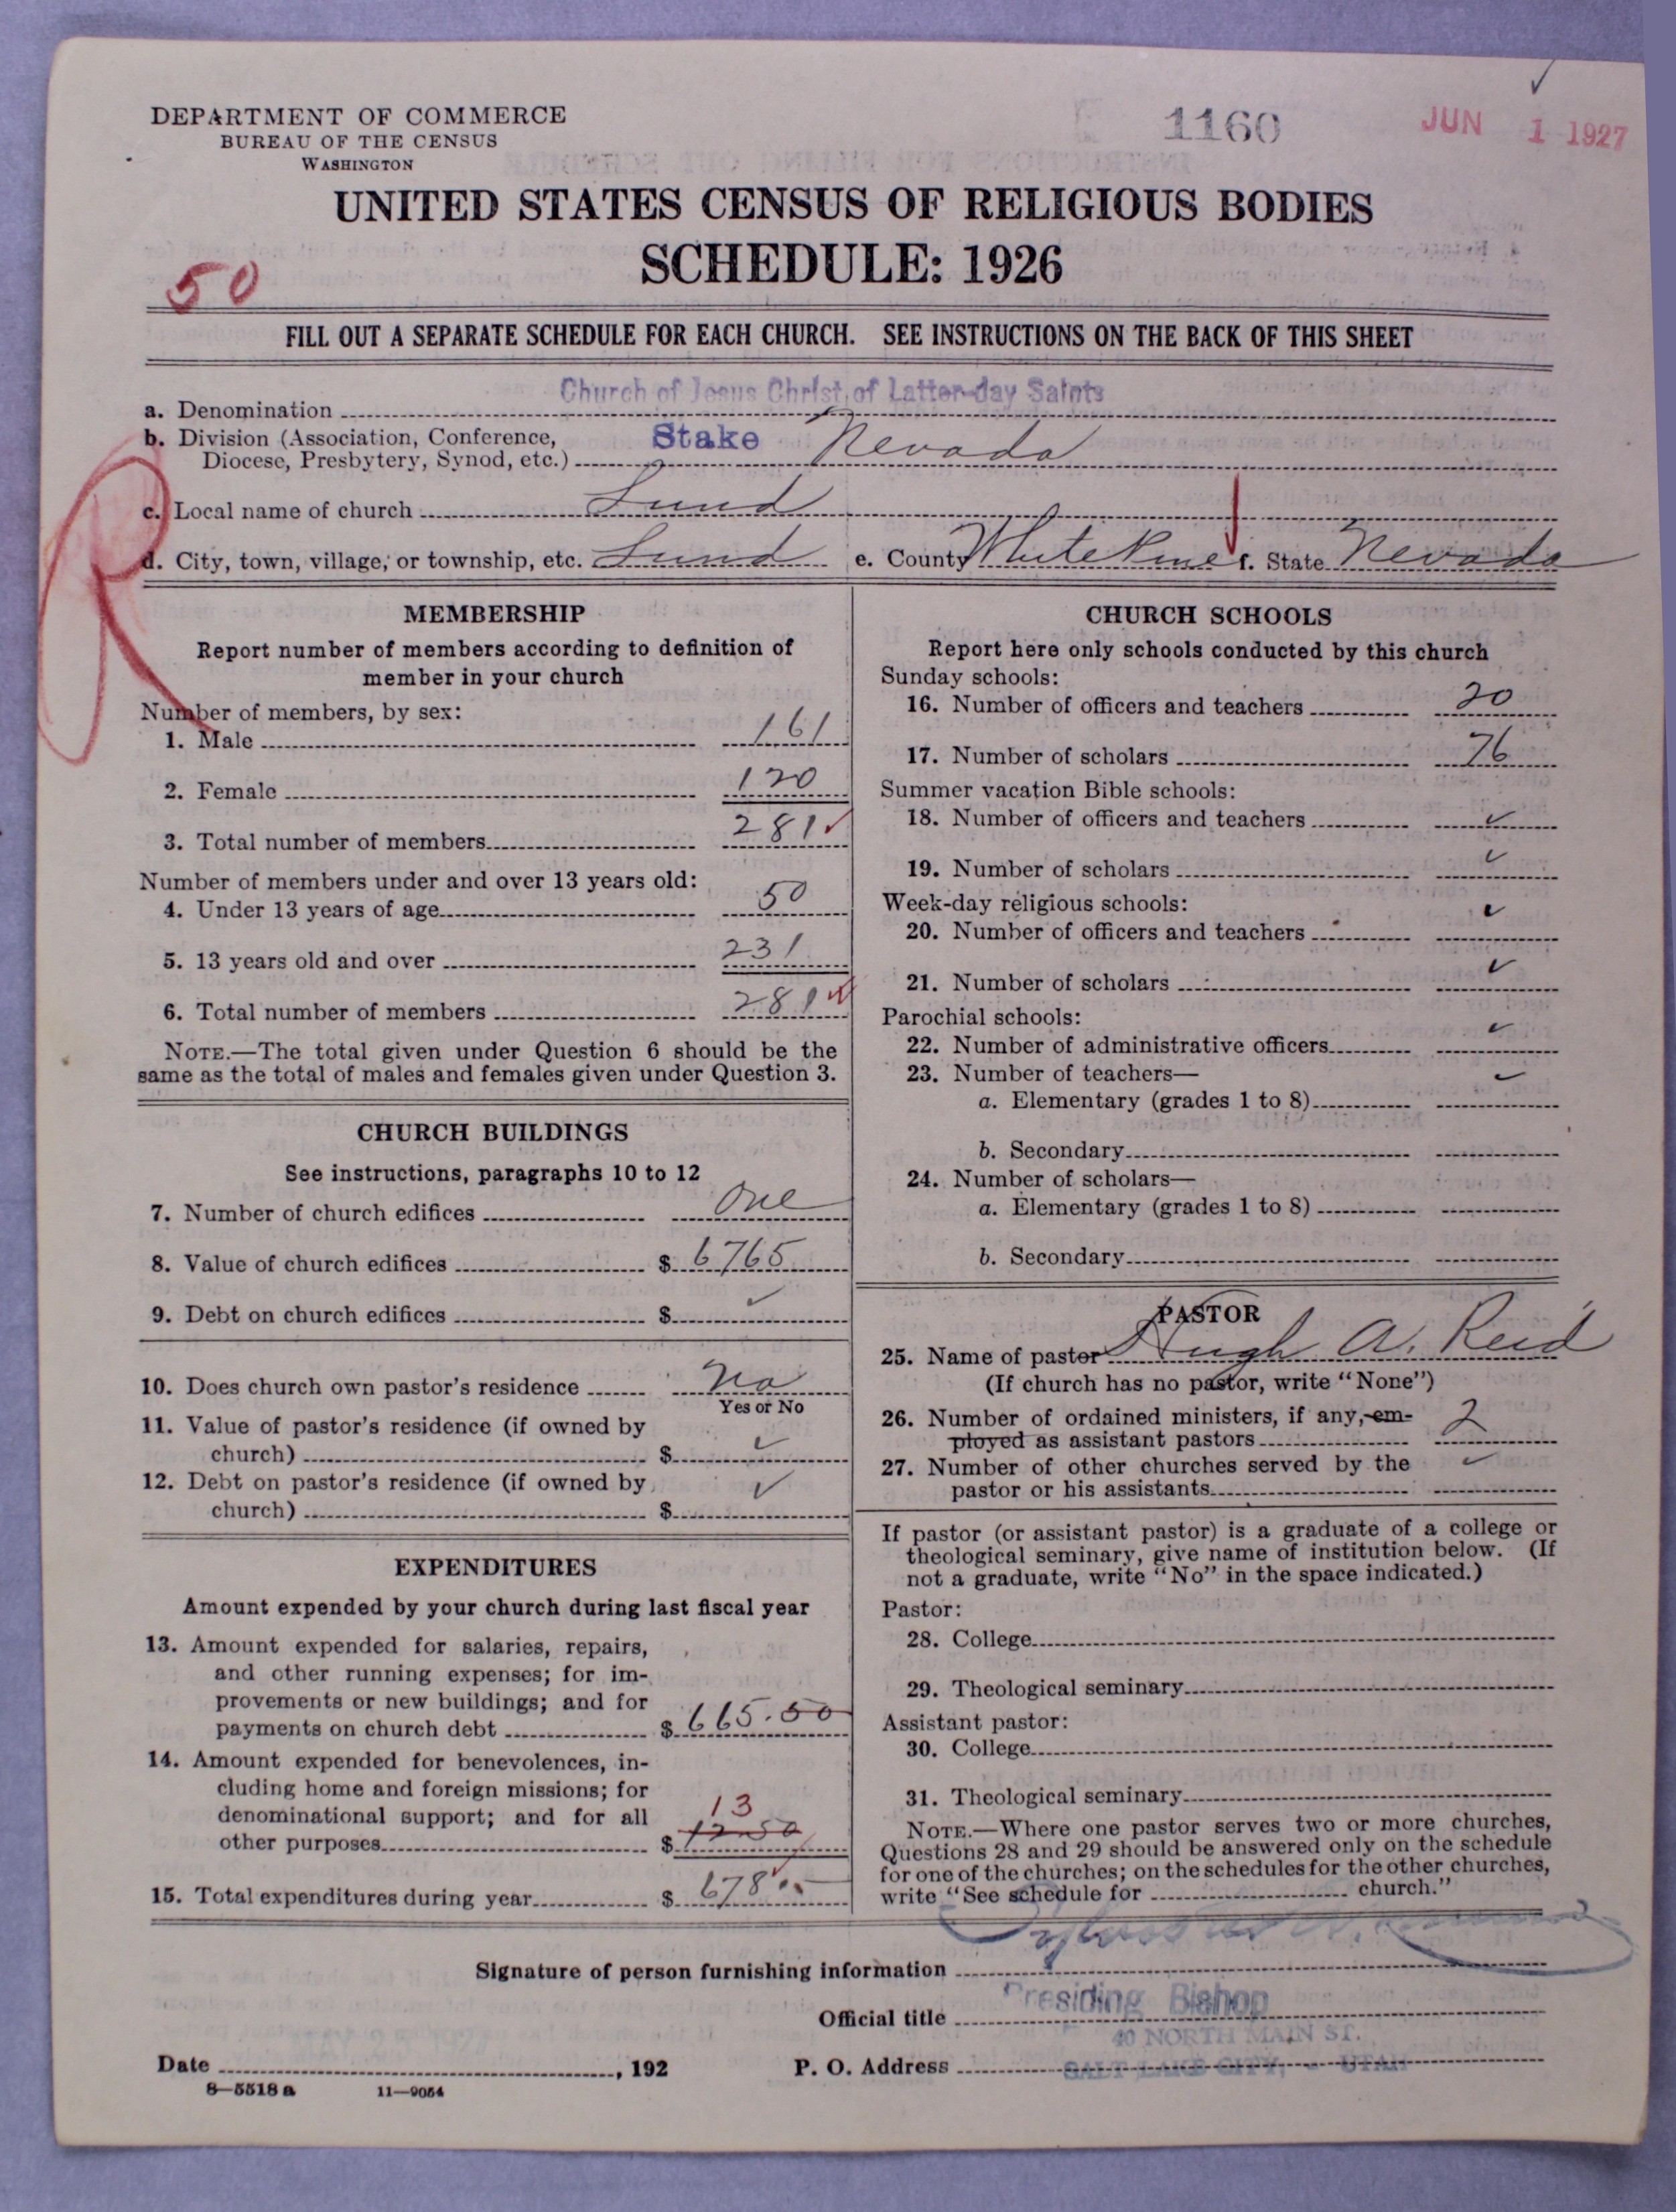 DEPARTMENT OF COMMERCE
BUREAU OF THE CENSUS
WASHINGTON
1160
JUN 1 1927
UNITED STATES CENSUS OF RELIGIOUS BODIES
SCHEDULE: 1926
50
FILL OUT A SEPARATE SCHEDULE FOR EACH CHURCH. SEE INSTRUCTIONS ON THE BACK OF THIS SHEET
a. Denomination Church of Jesus Christ of Latter-day Saints
b. Division (Association, Conference,
Diocese, Presbytery, Synod, etc.) Stake Nevada
R
c. Local name of church Lund
d. City, town, village, or township, etc. Lund e. County White Pine f. State Nevada
MEMBERSHIP
Report number of members according to definition of
member in your church
Number of members, by sex:
1. Male 161
2. Female 120
3. Total number of members 281 ✓
Number of members under and over 13 years old:
4. Under 13 years of age 50
5. 13 years old and over 231
6. Total number of members 281
NOTE.—The total given under Question 6 should be the
same as the total of males and females given under Question 3.
CHURCH BUILDINGS
See instructions, paragraphs 10 to 12
7. Number of church edifices One
8. Value of church edifices $ 6765
9. Debt on church edifices $ ✓
10. Does church own pastor's residence No
Yes or No
11. Value of pastor's residence (if owned by
church) $ ✓
12. Debt on pastor's residence (if owned by
church) $ ✓
EXPENDITURES
Amount expended by your church during last fiscal year
13. Amount expended for salaries, repairs,
and other running expenses; for im-
provements or new buildings; and for
payments on church debt $ 665.50
14. Amount expended for benevolences, in-
cluding home and foreign missions; for
denominational support; and for all
13
other purposes $ 12.50
15. Total expenditures during year $ 678
CHURCH SCHOOLS
Report here only schools conducted by this church
Sunday schools:
16. Number of officers and teachers 20
17. Number of scholars 76
Summer vacation Bible schools:
18. Number of officers and teachers ✓
19. Number of scholars ✓
Week-day religious schools:
20. Number of officers and teachers ✓
21. Number of scholars ✓
Parochial schools:
22. Number of administrative officers ✓
23. Number of teachers— ✓
a. Elementary (grades 1 to 8)
b. Secondary
24. Number of scholars—
a. Elementary (grades 1 to 8)
b. Secondary
PASTOR
25. Name of pastor Hugh A. Reid
(If church has no pastor, write "None")
26. Number of ordained ministers, if any, em-
ployed as assistant pastors 2
27. Number of other churches served by the ✓
pastor or his assistants
If pastor (or assistant pastor) is a graduate of a college or
theological seminary, give name of institution below. (If
not a graduate, write "No" in the space indicated.)
Pastor:
28. College
29. Theological seminary
Assistant pastor:
30. College
31. Theological seminary
NOTE.—Where one pastor serves two or more churches,
Questions 28 and 29 should be answered only on the schedule
for one of the churches; on the schedules for the other churches,
write "See schedule for church."
Signature of person furnishing information
Official title Presiding Bishop
40 NORTH MAIN ST.
Date , 192 P. O. Address SALT LAKE CITY, - UTAH
8—5518a 11—9054